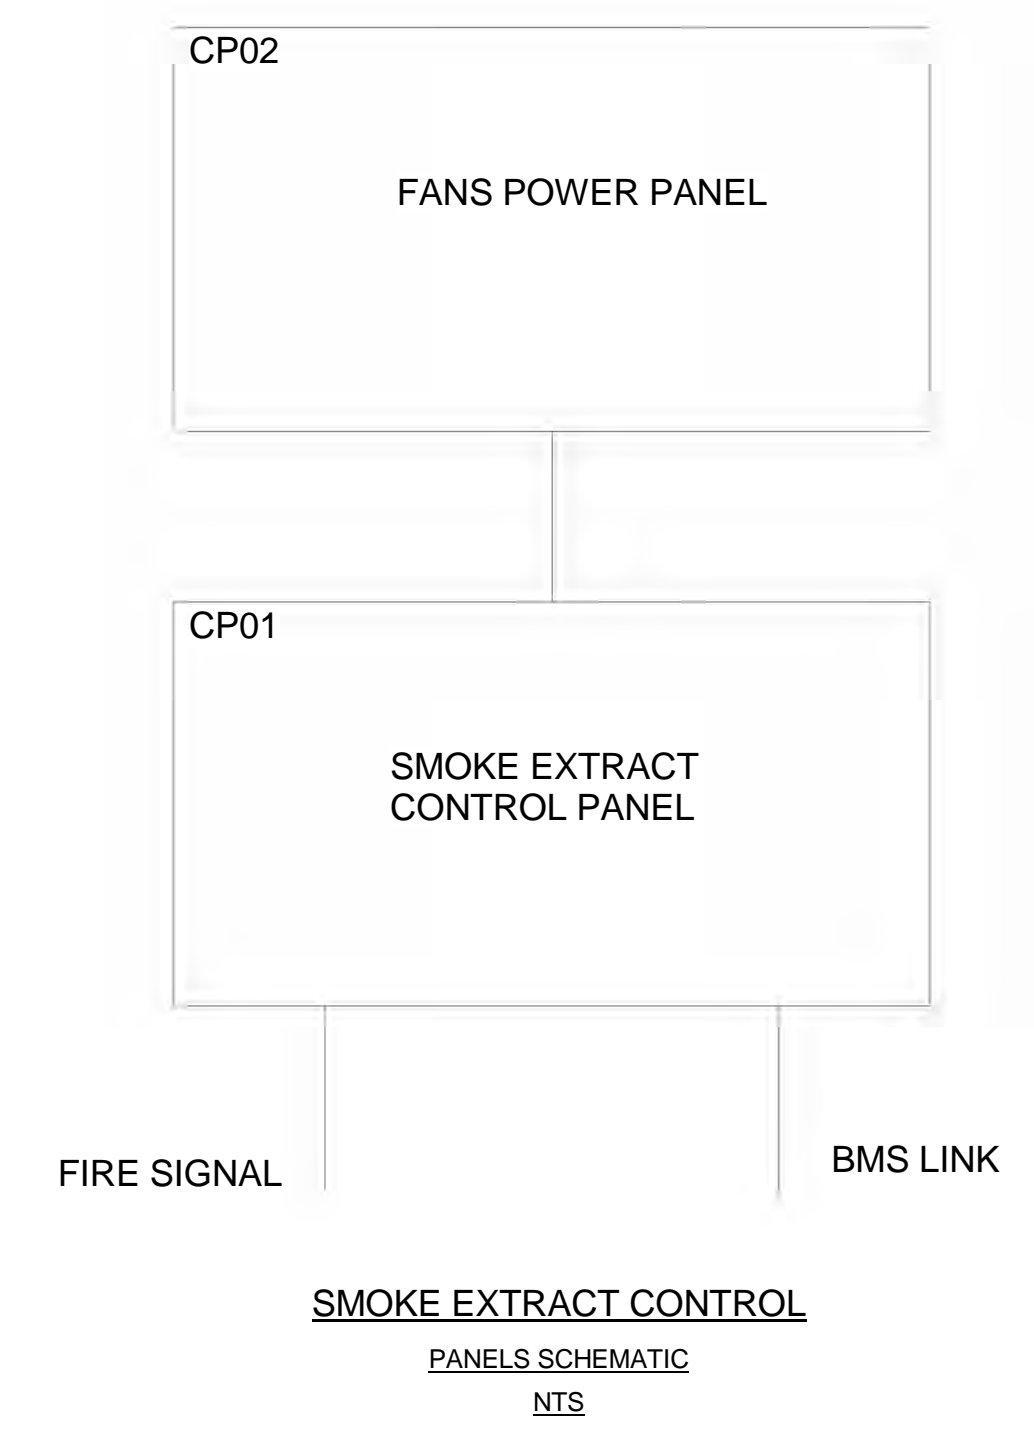 CP02
FANS POWER PANEL
CP01
SMOKE EXTRACT
CONTROL PANEL
FIRE SIGNAL
BMS LINK
SMOKE EXTRACT CONTROL
PANELS SCHEMATIC
NTS